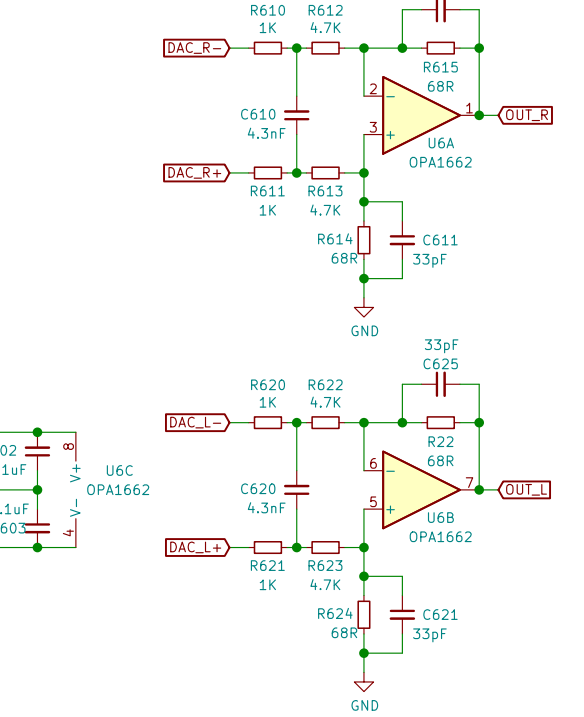 R610
1K
R612
4.7K
DAC_R-
R615
68R
2
-
C610
4.3nF
3
+
1
OUT_R
U6A
OPA1662
DAC_R+
R611
1K
R613
4.7K
R614
68R
C611
33pF
GND
33pF
C625
R620
1K
R622
4.7K
DAC_L-
R22
68R
02
1uF
8
V+
V-
4
.1uF
603
U6C
OPA1662
C620
4.3nF
6
-
5
+
7
OUT_L
U6B
OPA1662
DAC_L+
R621
1K
R623
4.7K
R624
68R
C621
33pF
GND